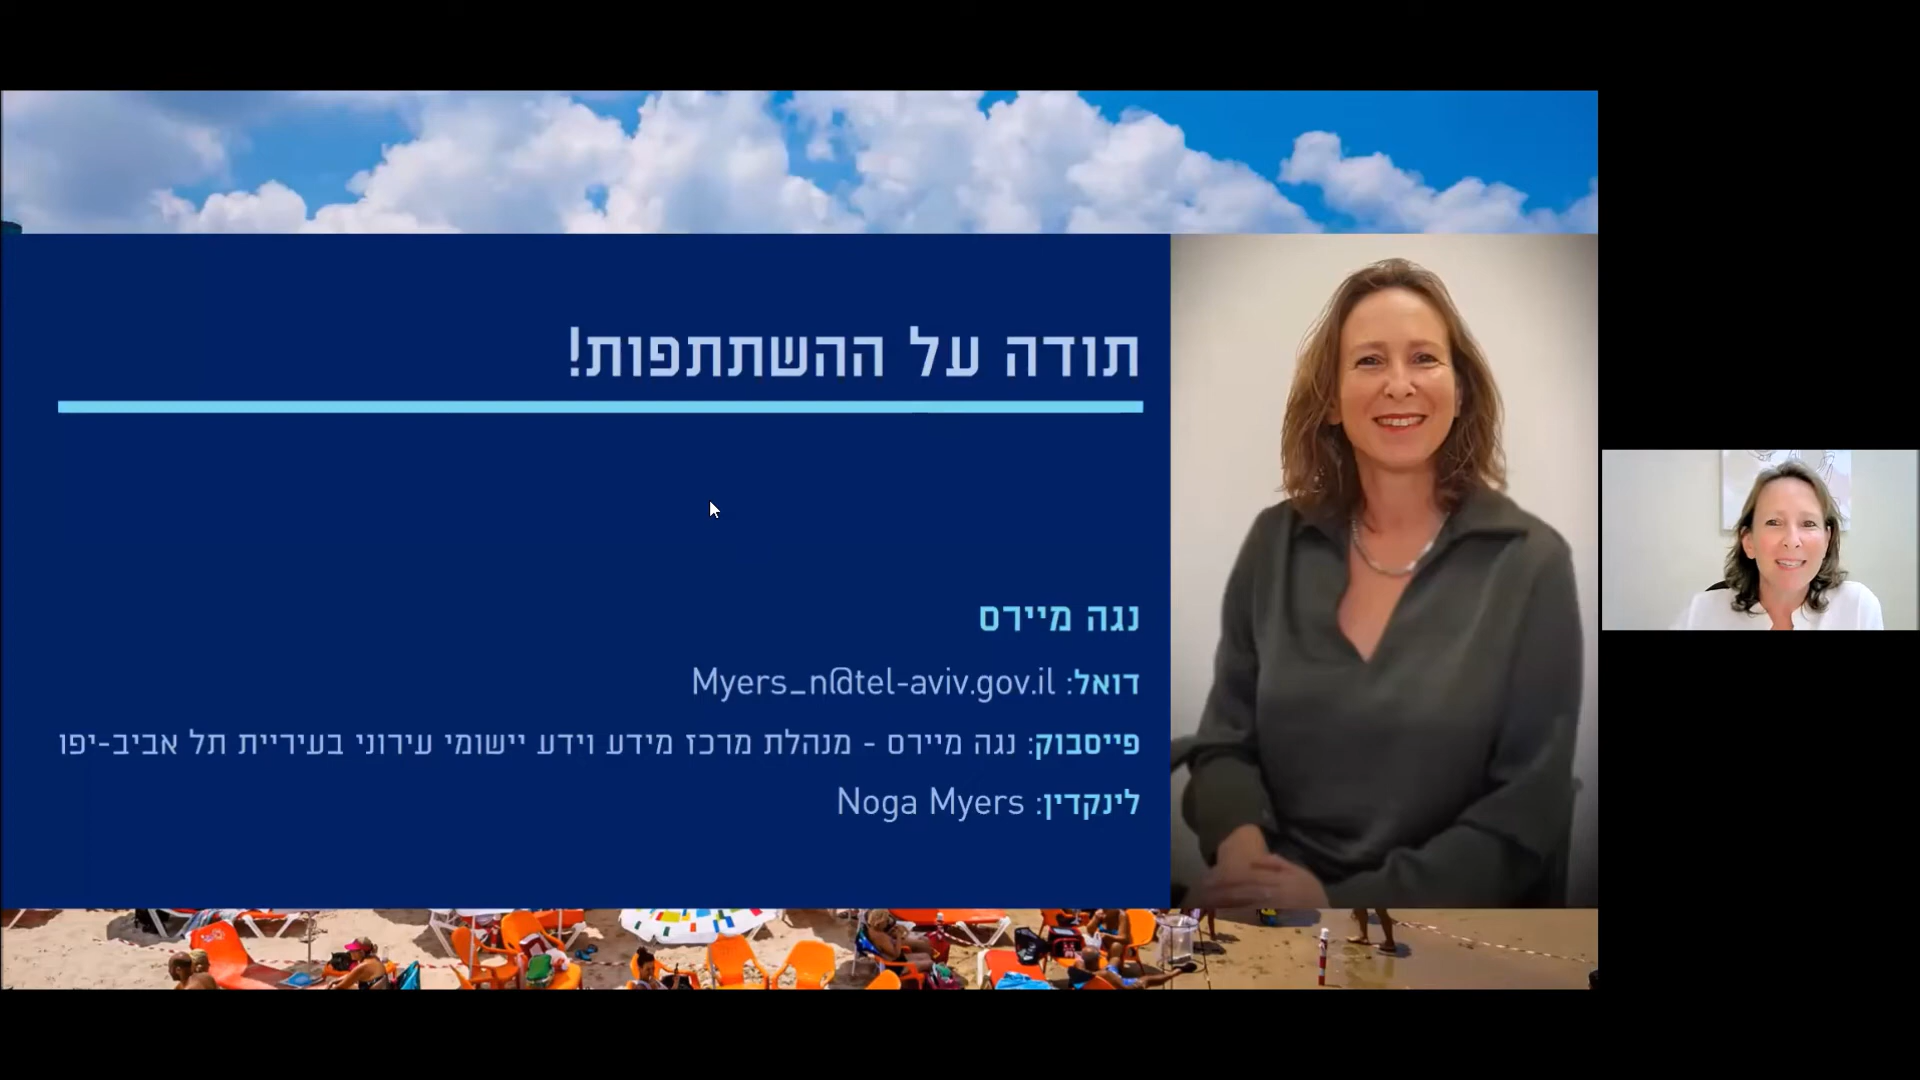 תודה על ההשתתפות!
נגה מיירס
דואל: Myers_n@tel-aviv.gov.il
פייסבוק: נגה מיירס - מנהלת מרכז מידע וידע יישומי עירוני בעיריית תל אביב-יפו
לינקדין: Noga Myers